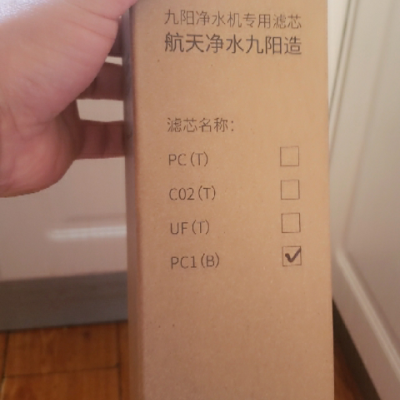 九阳净水机专用滤芯
航天净水九阳造
滤芯名称:
PC(T)
C02(T)
UF(T)
PC1(B)